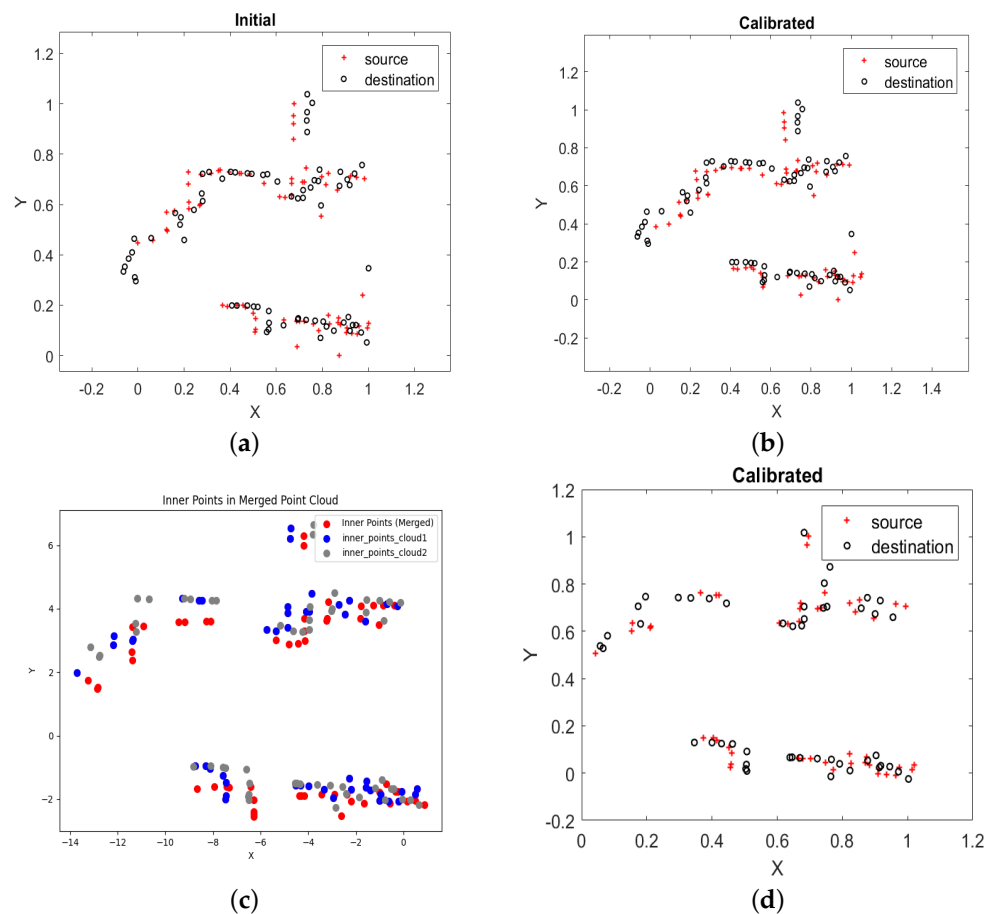 Initial
Y
1.2
1
0.8
0.6
0.4
0.2
0
source
destination
-0.2 0 0.2 0.4 0.6 0.8 1 1.2
X
(a)
Calibrated
Y
1.2
1
0.8
0.6
0.4
0.2
0
-0.2
source
destination
-0.2 0 0.2 0.4 0.6 0.8 1 1.2 1.4
X
(b)
Inner Points in Merged Point Cloud
Y
6
4
2
0
−2
Inner Points (Merged)
inner_points_cloud1
inner_points_cloud2
−14 −12 −10 −8 −6 −4 −2 0
X
(c)
Calibrated
Y
1.2
1
0.8
0.6
0.4
0.2
0
-0.2
source
destination
0 0.2 0.4 0.6 0.8 1 1.2
X
(d)